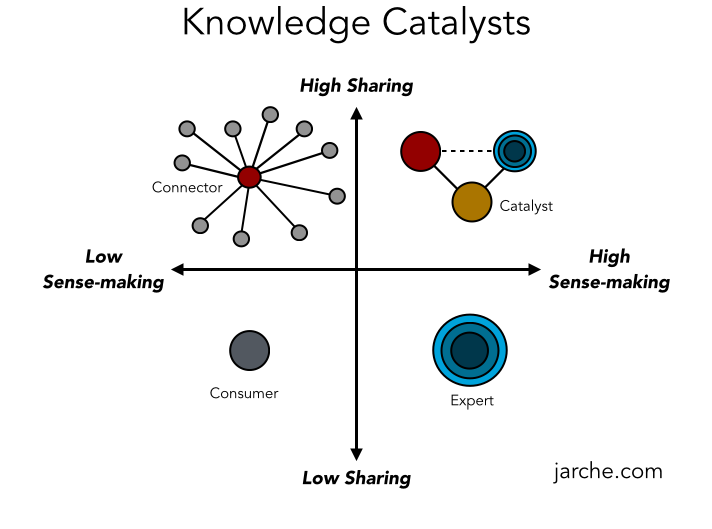 Knowledge Catalysts
High Sharing
Connector
Catalyst
Low
Sense-making
High
Sense-making
Consumer
Expert
jarche.com
Low Sharing